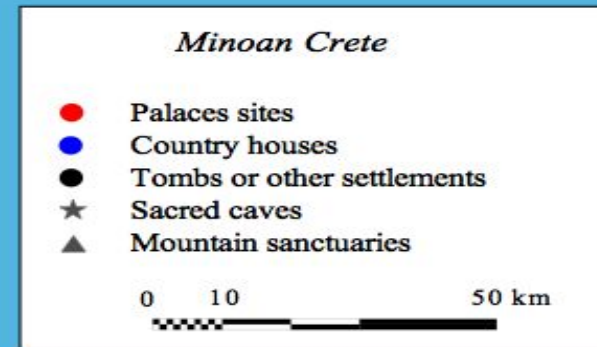 Minoan Crete
Palaces sites
Country houses
Tombs or other settlements
Sacred caves
Mountain sanctuaries
0 10 50 km